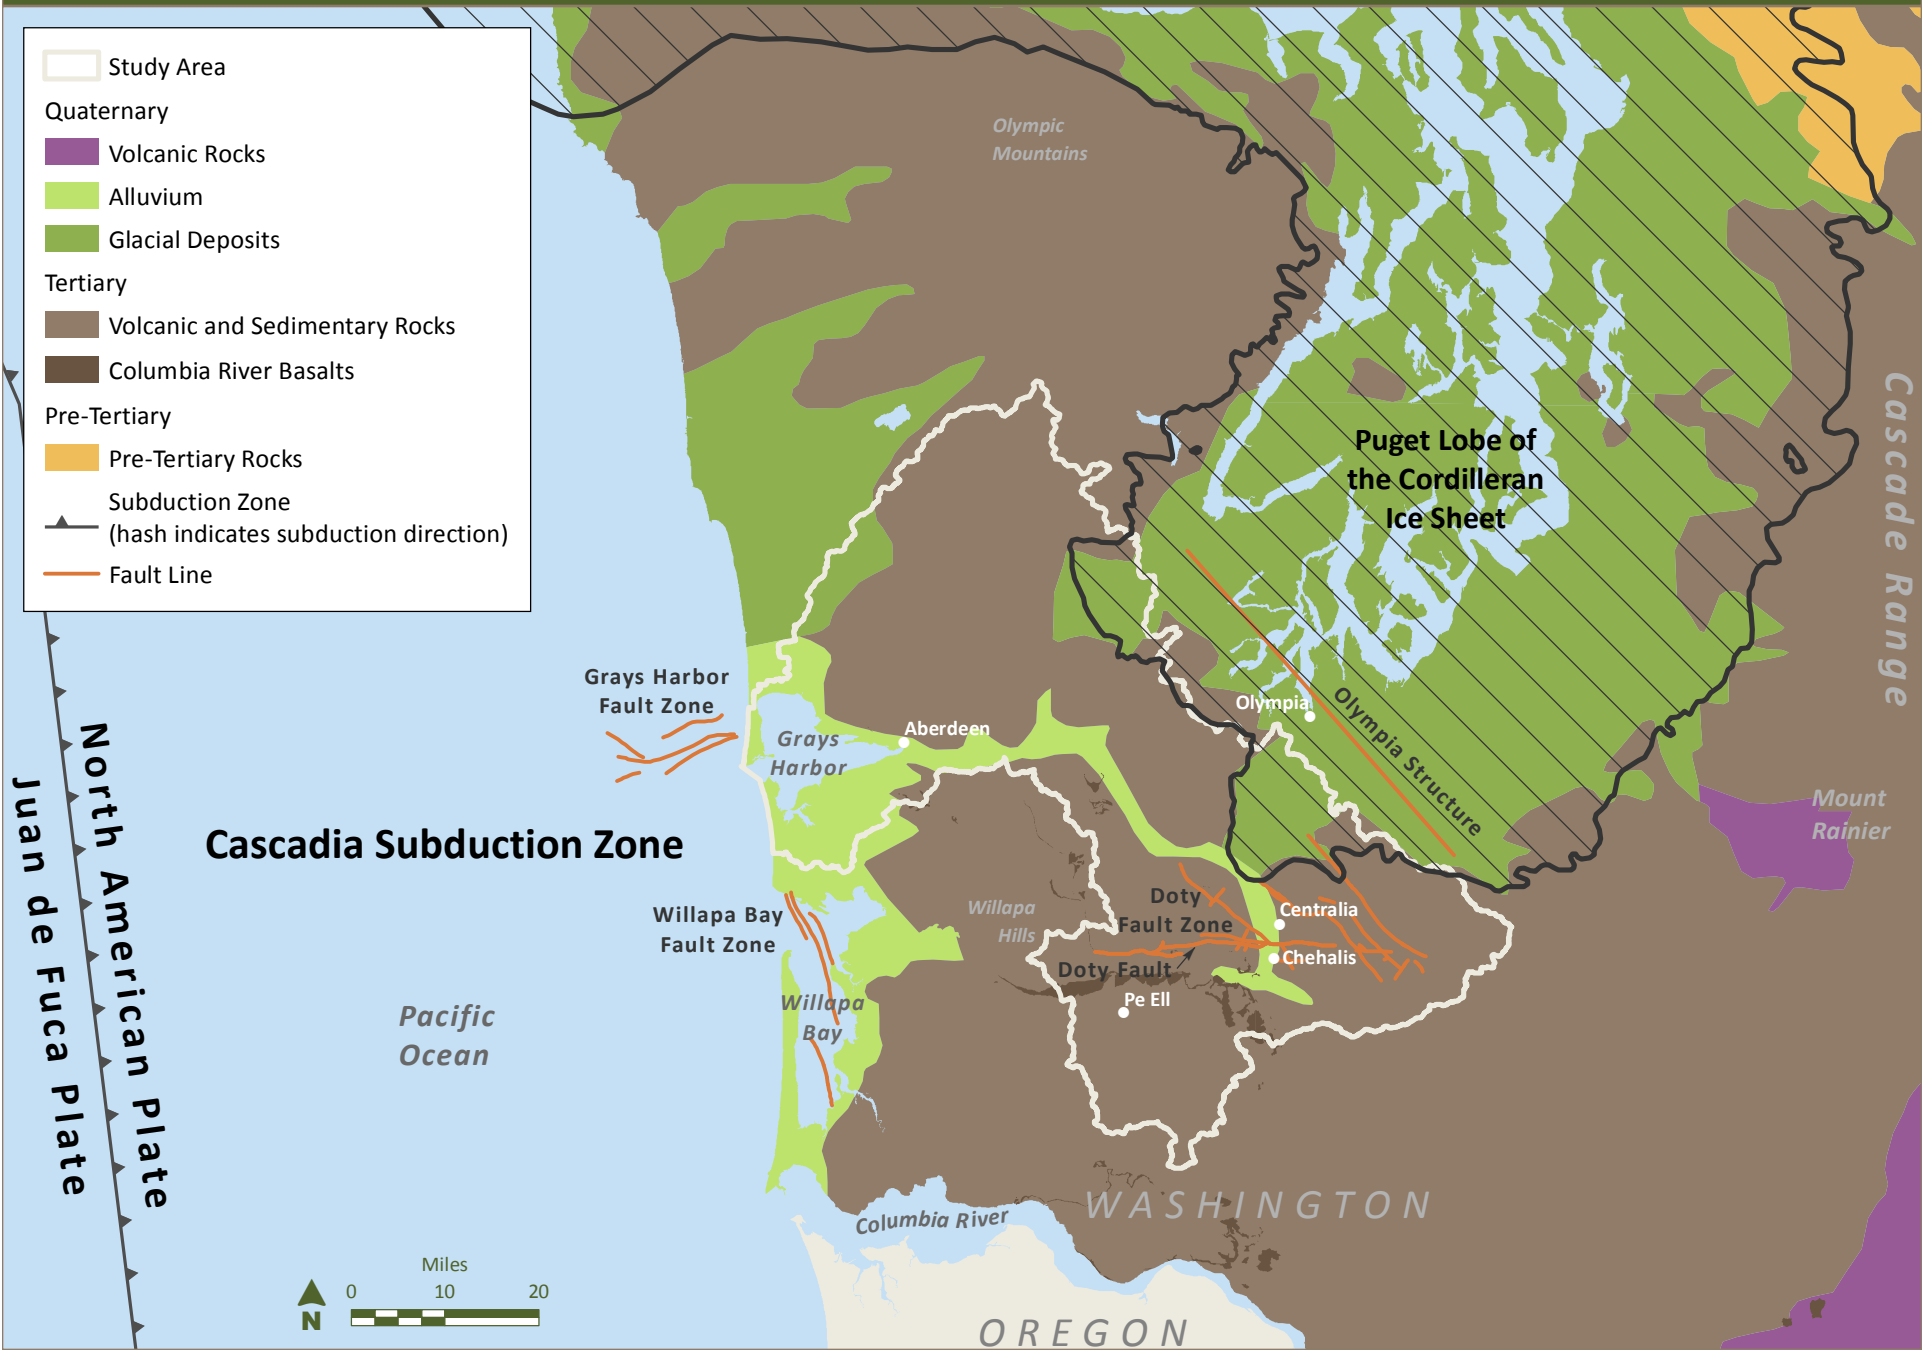 Study Area
Quaternary
Volcanic Rocks
Alluvium
Glacial Deposits
Tertiary
Volcanic and Sedimentary Rocks
Columbia River Basalts
Pre-Tertiary
Pre-Tertiary Rocks
Subduction Zone
(hash indicates subduction direction)
Fault Line
Olympic
Mountains
Puget Lobe of
the Cordilleran
Ice Sheet
Cascade Range
Grays Harbor
Fault Zone
Grays
Harbor
Aberdeen
Olympia
Olympia Structure
Mount
Rainier
North American Plate
Juan de Fuca Plate
Cascadia Subduction Zone
Willapa Bay
Fault Zone
Willapa
Hills
Doty
Fault Zone
Centralia
Doty Fault
Chehalis
Pe Ell
Willapa
Bay
Pacific
Ocean
Columbia River
WASHINGTON
OREGON
Miles
0 10 20
N